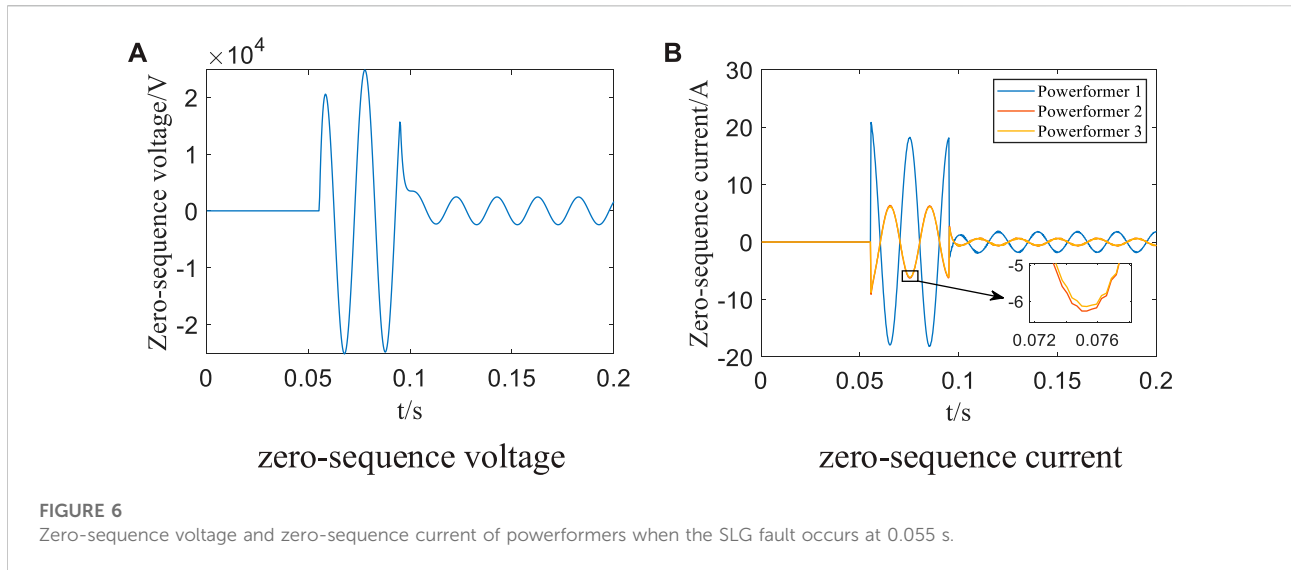 A
×10⁴
Zero-sequence voltage/V
2
1
0
-1
-2
0
0.05
0.1
0.15
0.2
t/s
zero-sequence voltage
B
Zero-sequence current/A
30
20
10
0
-10
-20
Powerformer 1
Powerformer 2
Powerformer 3
-5
-6
0.072
0.076
0
0.05
0.1
0.15
0.2
t/s
zero-sequence current
FIGURE 6
Zero-sequence voltage and zero-sequence current of powerformers when the SLG fault occurs at 0.055 s.